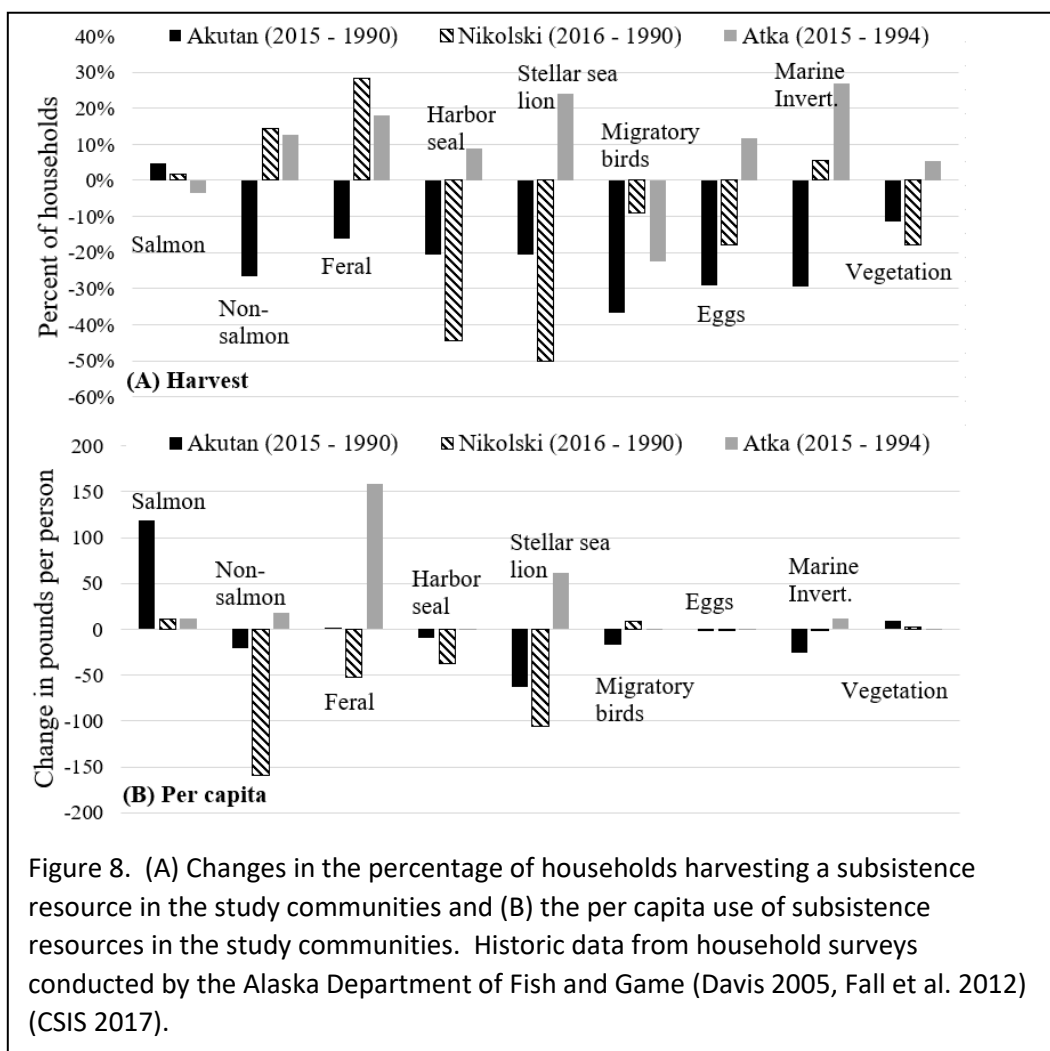 40%
Akutan (2015 - 1990) Nikolski (2016 - 1990) Atka (2015 - 1994)
30%
20%
10%
0%
-10%
-20%
-30%
-40%
-50%
-60%
Percent of households
Salmon
Non-
salmon
Feral
Harbor
seal
Stellar sea
lion
Migratory
birds
Eggs
Marine
Invert.
Vegetation
(A) Harvest
Akutan (2015 - 1990) Nikolski (2016 - 1990) Atka (2015 - 1994)
200
150
100
50
0
-50
-100
-150
-200
Change in pounds per person
Salmon
Non-
salmon
Feral
Harbor
seal
Stellar sea
lion
Migratory
birds
Eggs
Marine
Invert.
Vegetation
(B) Per capita
Figure 8. (A) Changes in the percentage of households harvesting a subsistence
resource in the study communities and (B) the per capita use of subsistence
resources in the study communities. Historic data from household surveys
conducted by the Alaska Department of Fish and Game (Davis 2005, Fall et al. 2012)
(CSIS 2017).